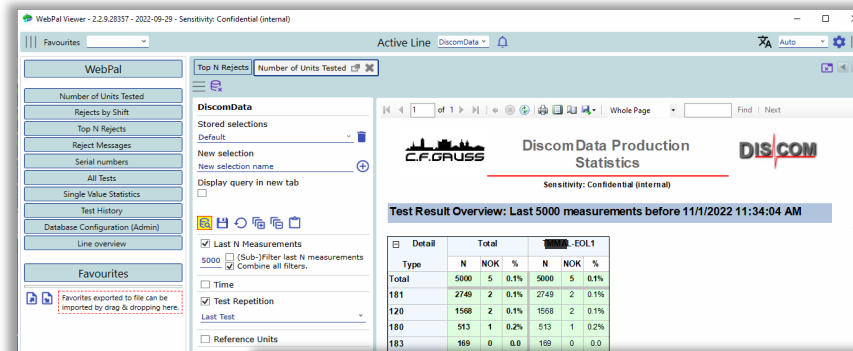 WebPal Viewer - 2.2.9.28357 - 2022-09-29 - Sensitivity: Confidential (internal)
Favourites
Active Line DiscomData
Auto
WebPal
Number of Units Tested
Rejects by Shift
Top N Rejects
Reject Messages
Serial numbers
All Tests
Single Value Statistics
Test History
Database Configuration (Admin)
Line overview
Favourites
Favorites exported to file can be
imported by drag & dropping here.
Top N Rejects Number of Units Tested
DiscomData
Stored selections
Default
New selection
New selection name
Display query in new tab
Last N Measurements
5000 (Sub-)Filter last N measurements
Combine all filters.
Time
Test Repetition
Last Test
Reference Units
1 of 1 Whole Page Find | Next
C.F.GAUSS
DiscomData Production
Statistics
DISCOM
Sensitivity: Confidential (internal)
Test Result Overview: Last 5000 measurements before 11/1/2022 11:34:04 AM
Detail Total AL-EOL1
Type N NOK % N NOK %
Total 5000 5 0.1% 5000 5 0.1%
181 2749 2 0.1% 2749 2 0.1%
120 1568 2 0.1% 1568 2 0.1%
180 513 1 0.2% 513 1 0.2%
183 169 0 0.0 169 0 0.0